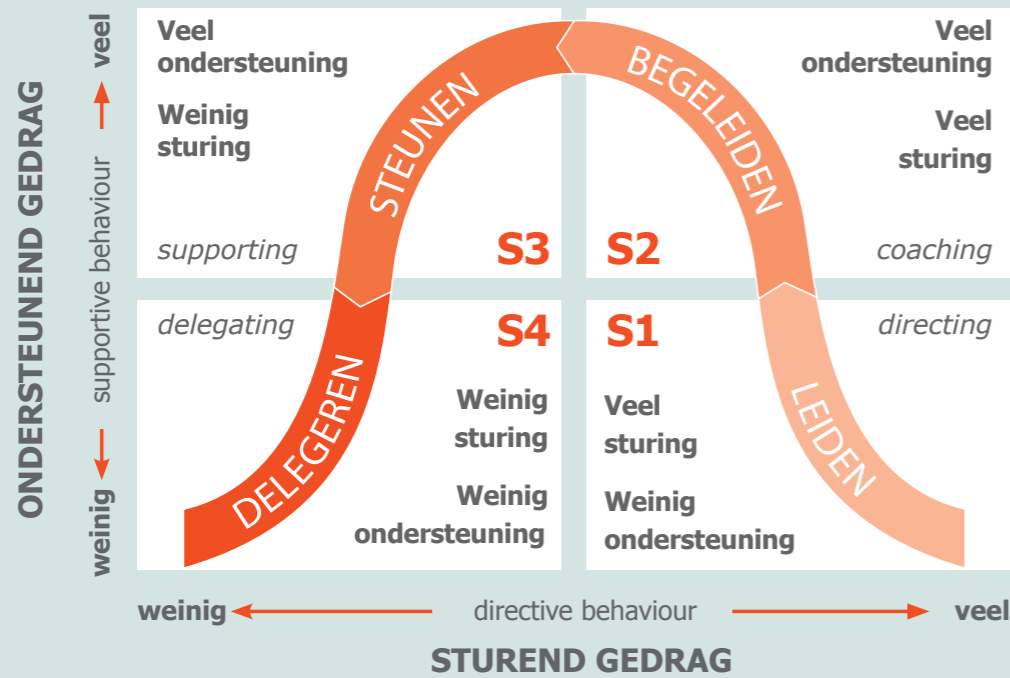 ONDERSTEUNEND GEDRAG
weinig
supportive behaviour
veel
Veel
ondersteuning
Weinig
sturing
supporting
S3
STEUNEN
BEGELEIDEN
Veel
ondersteuning
Veel
sturing
S2
coaching
delegating
S4
DELEGEREN
Weinig
sturing
Weinig
ondersteuning
S1
directing
Veel
sturing
Weinig
ondersteuning
LEIDEN
weinig
directive behaviour
veel
STUREND GEDRAG